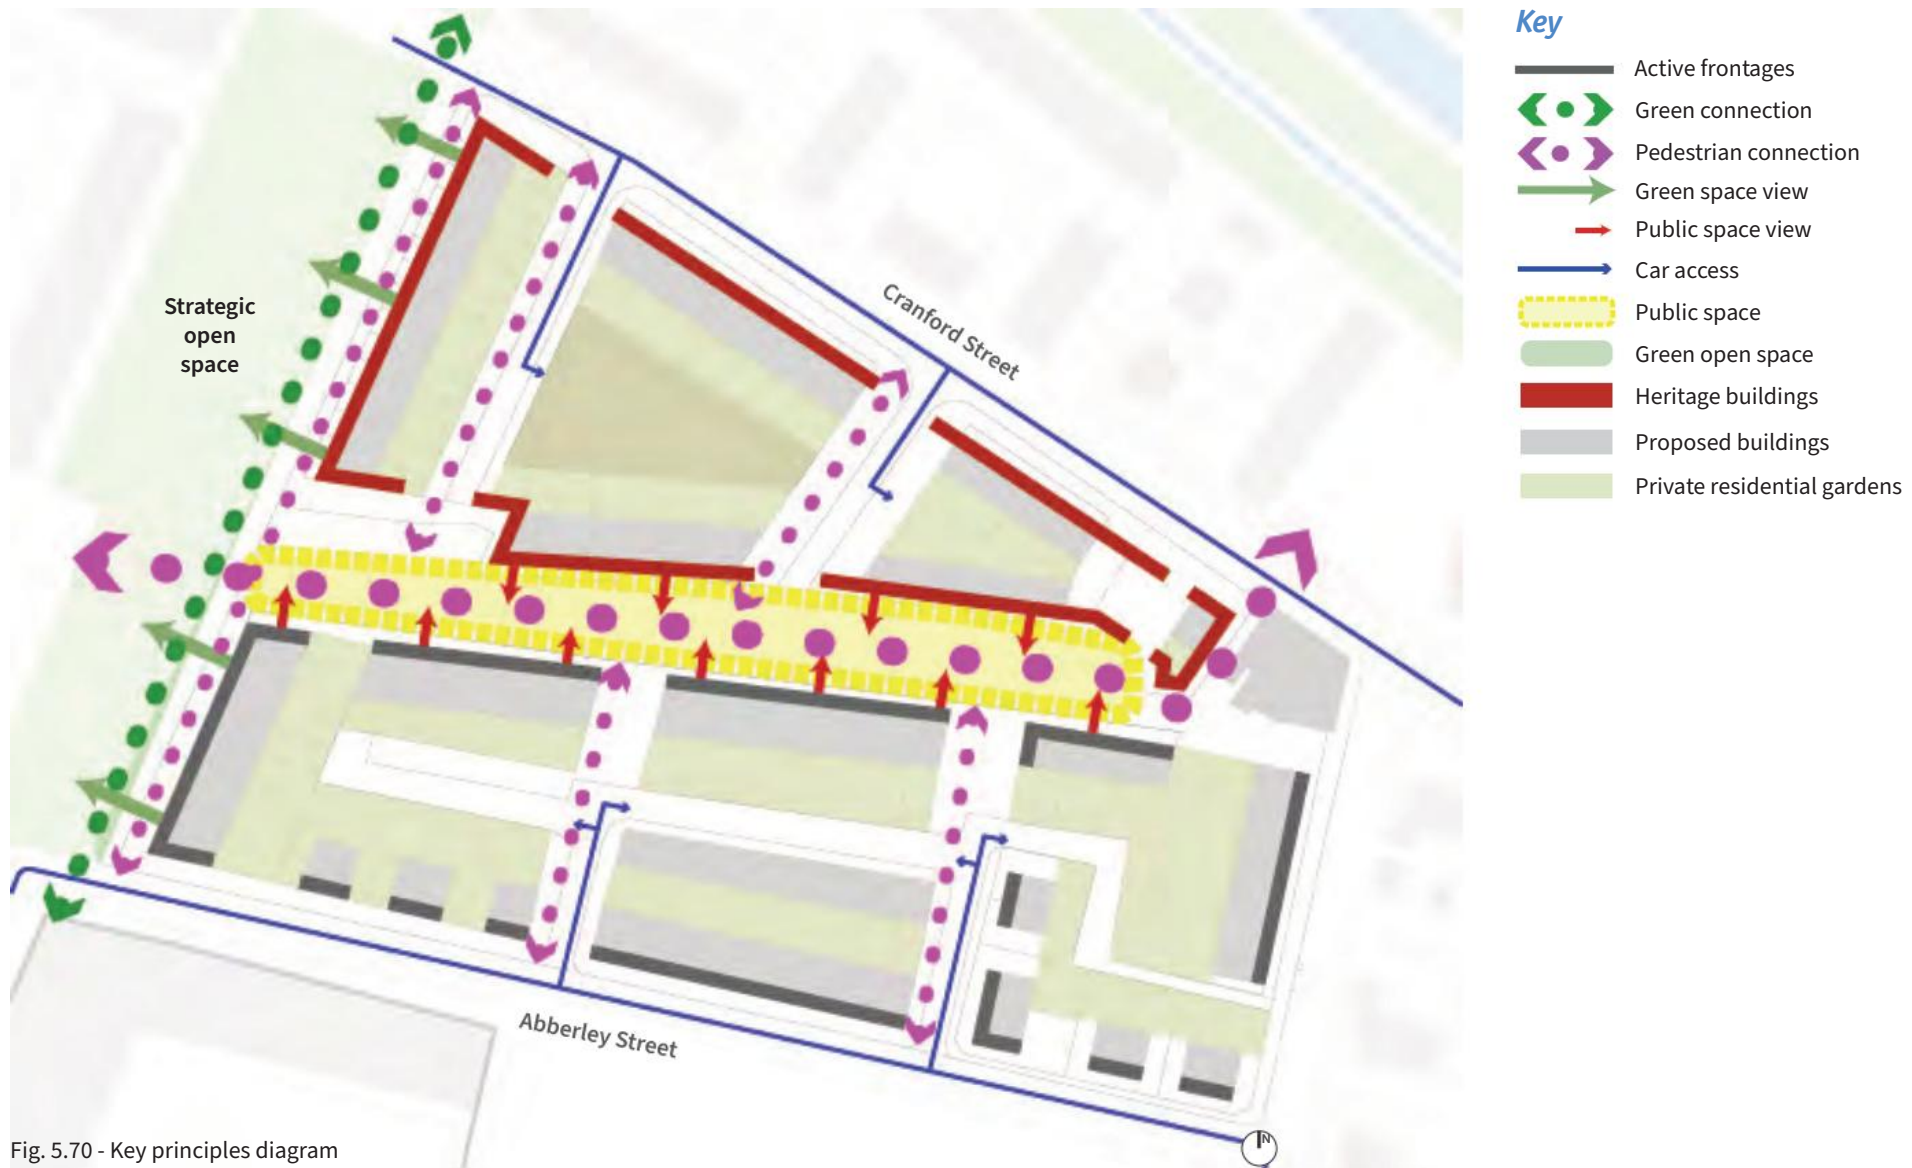 Key
Active frontages
Green connection
Pedestrian connection
Green space view
Public space view
Car access
Public space
Green open space
Heritage buildings
Proposed buildings
Private residential gardens
Strategic
open
space
Cranford Street
Abberley Street
N
Fig. 5.70 - Key principles diagram